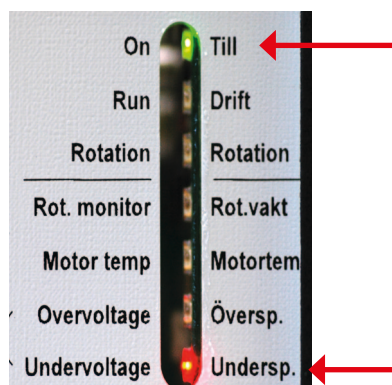 On Till
Run Drift
Rotation Rotation
Rot. monitor Rot.vakt
Motor temp Motortem
Overvoltage Översp.
Undervoltage Undersp.